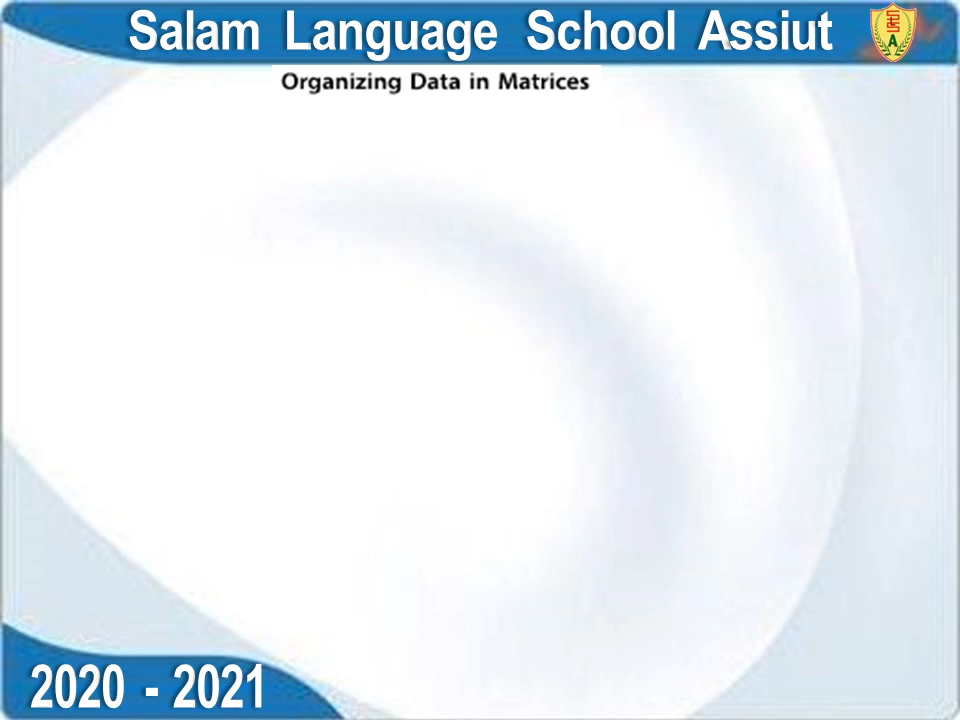 Salam Language School Assiut
Organizing Data in Matrices
2020 - 2021